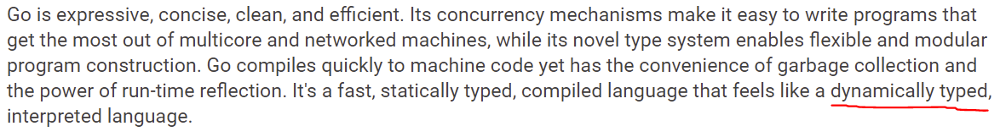 Go is expressive, concise, clean, and efficient. Its concurrency mechanisms make it easy to write programs that
get the most out of multicore and networked machines, while its novel type system enables flexible and modular
program construction. Go compiles quickly to machine code yet has the convenience of garbage collection and
the power of run-time reflection. It's a fast, statically typed, compiled language that feels like a dynamically typed,
interpreted language.